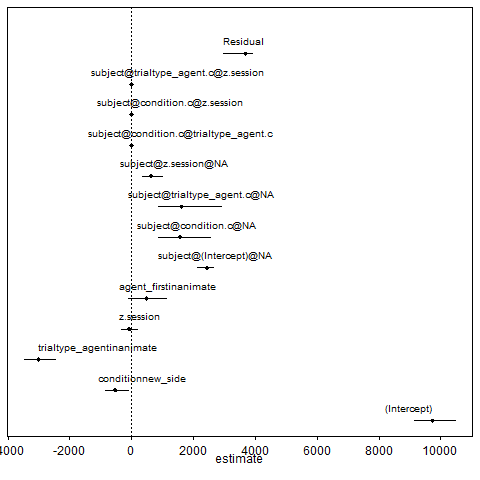 Residual
subject@trialtype_agent.c@z.session
subject@condition.c@z.session
subject@condition.c@trialtype_agent.c
subject@z.session@NA
subject@trialtype_agent.c@NA
subject@condition.c@NA
subject@(Intercept)@NA
agent_firstinanimate
z.session
trialtype_agentinanimate
conditionnew_side
(Intercept)
4000 -2000 0 2000 4000 6000 8000 10000
estimate